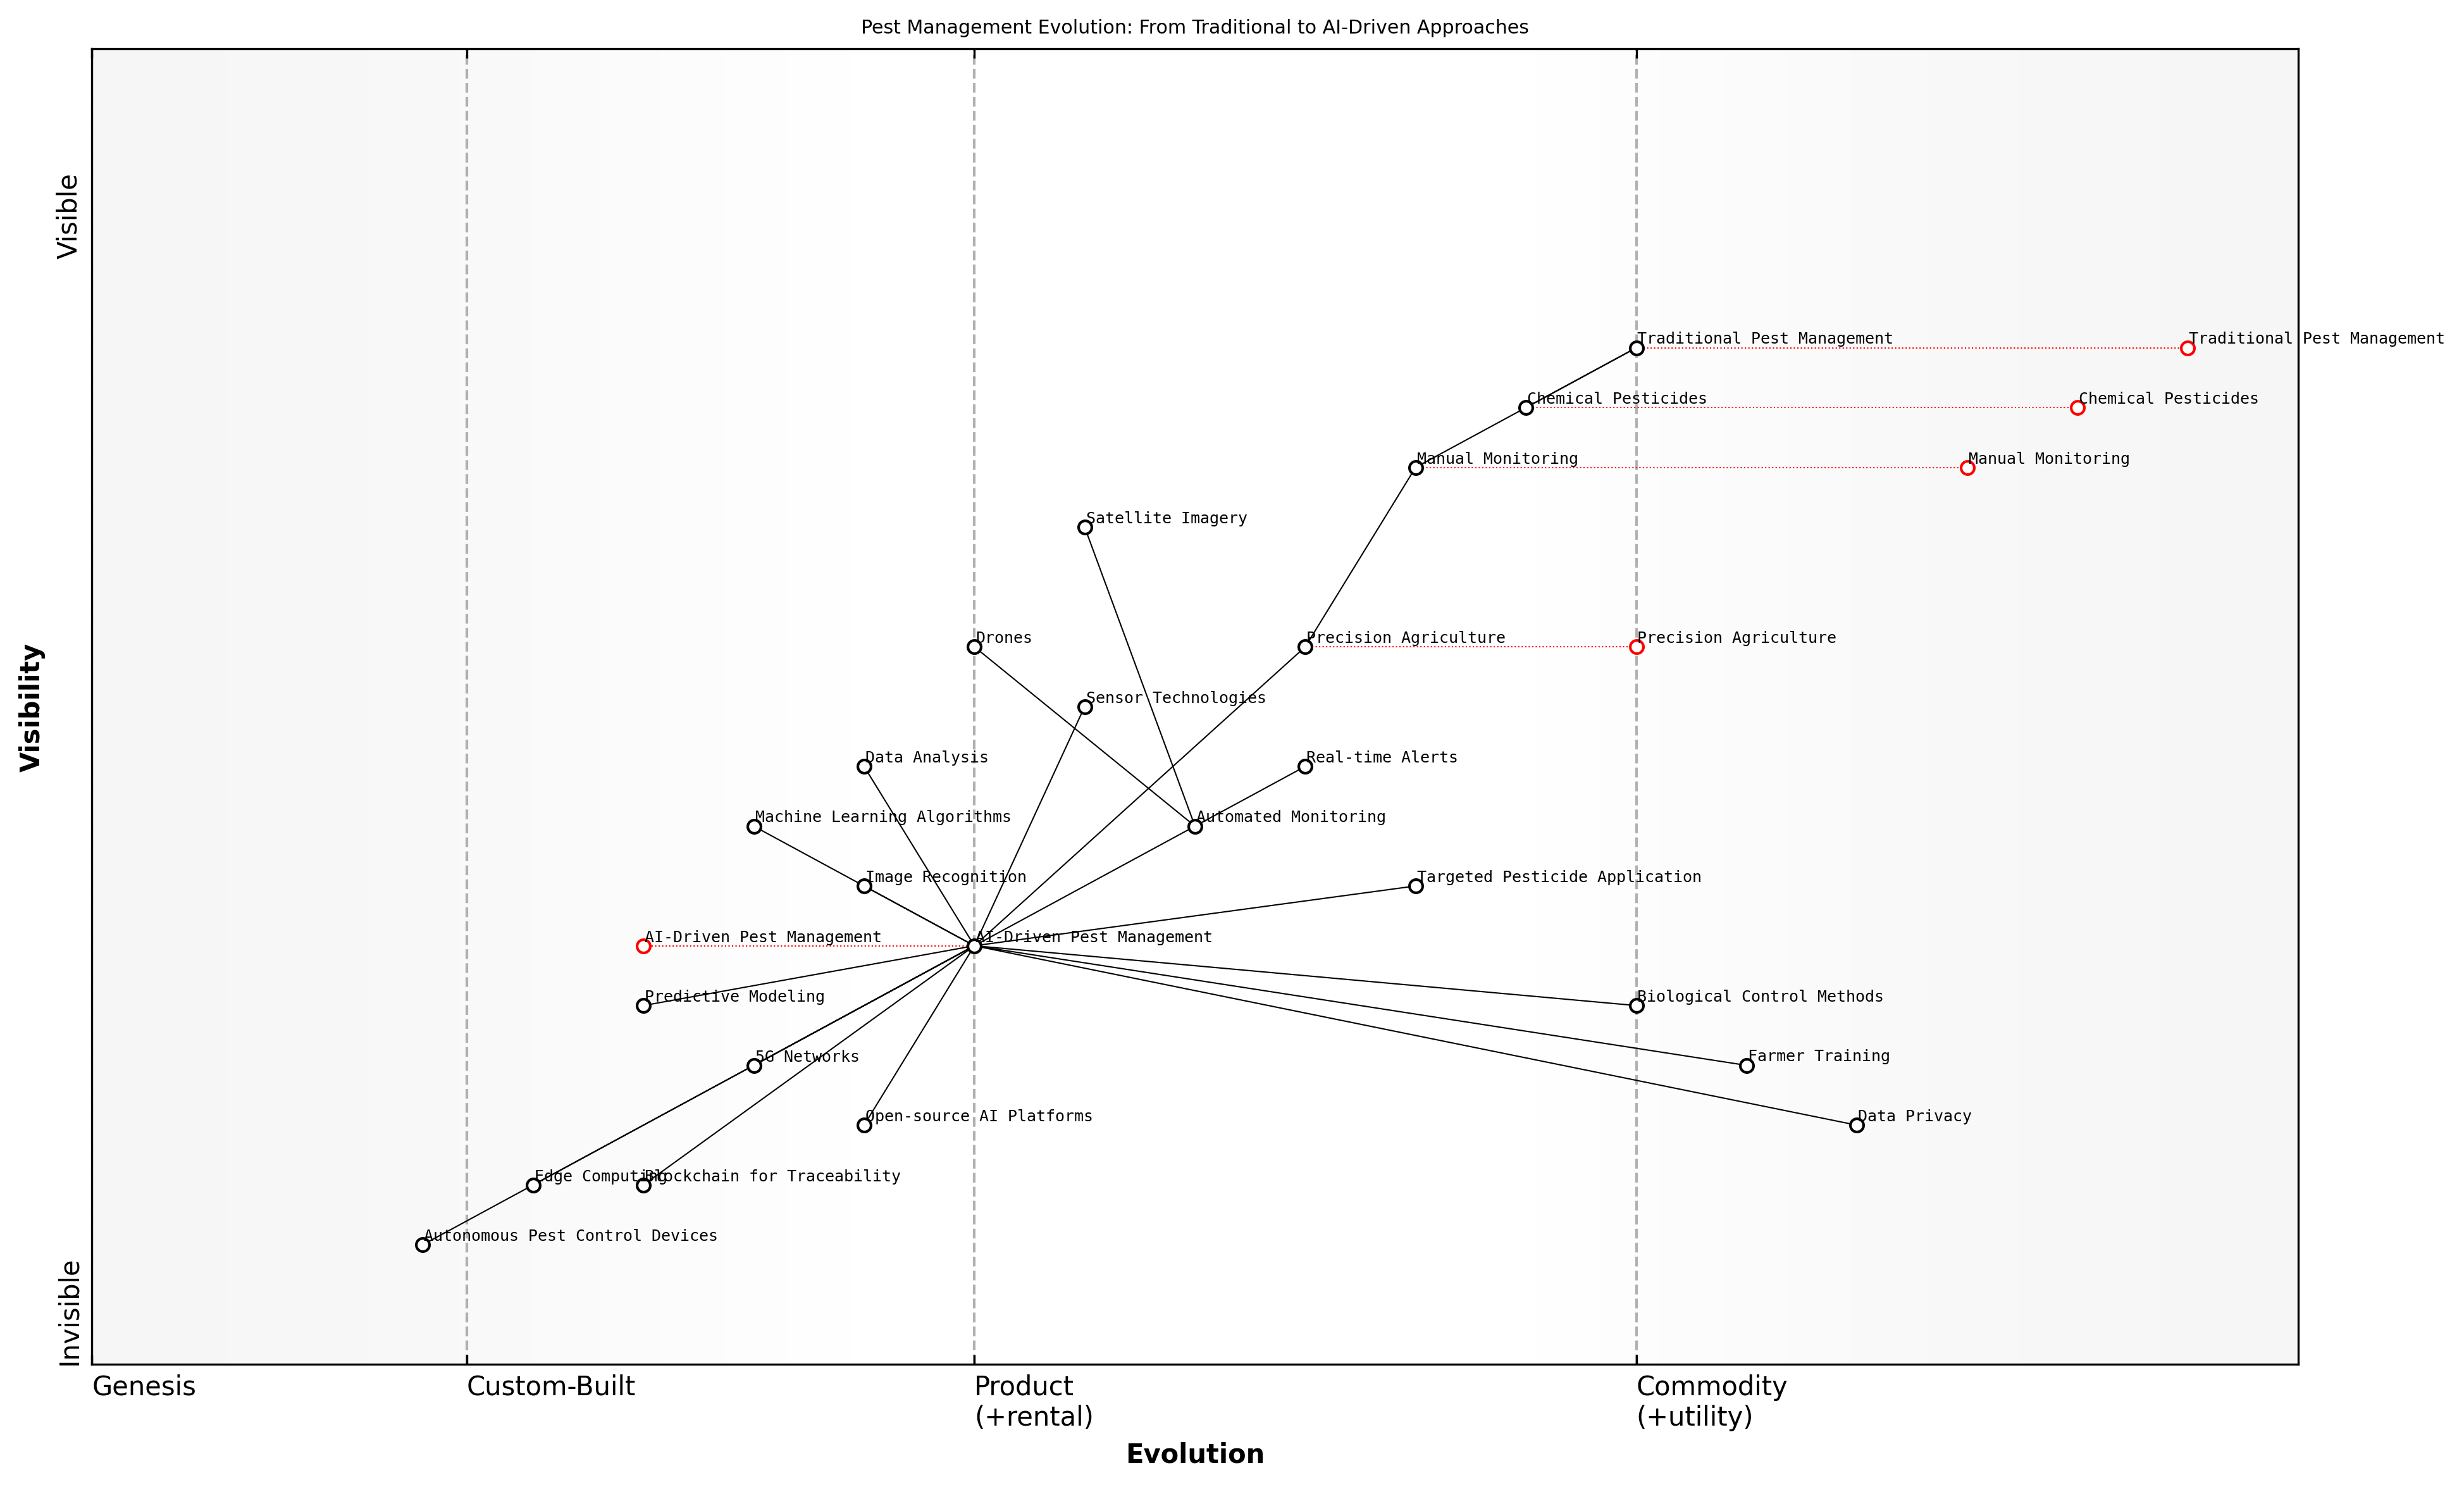 Pest Management Evolution: From Traditional to AI-Driven Approaches
Visible
Visibility
Invisible
Traditional Pest Management
Traditional Pest Management
Chemical Pesticides
Chemical Pesticides
Manual Monitoring
Manual Monitoring
Satellite Imagery
Drones
Precision Agriculture
Precision Agriculture
Sensor Technologies
Data Analysis
Real-time Alerts
Machine Learning Algorithms
Automated Monitoring
Image Recognition
Targeted Pesticide Application
AI-Driven Pest Management
AI-Driven Pest Management
Predictive Modeling
Biological Control Methods
5G Networks
Farmer Training
Open-source AI Platforms
Data Privacy
Edge Computing
Blockchain for Traceability
Autonomous Pest Control Devices
Genesis
Custom-Built
Product
(+rental)
Commodity
(+utility)
Evolution